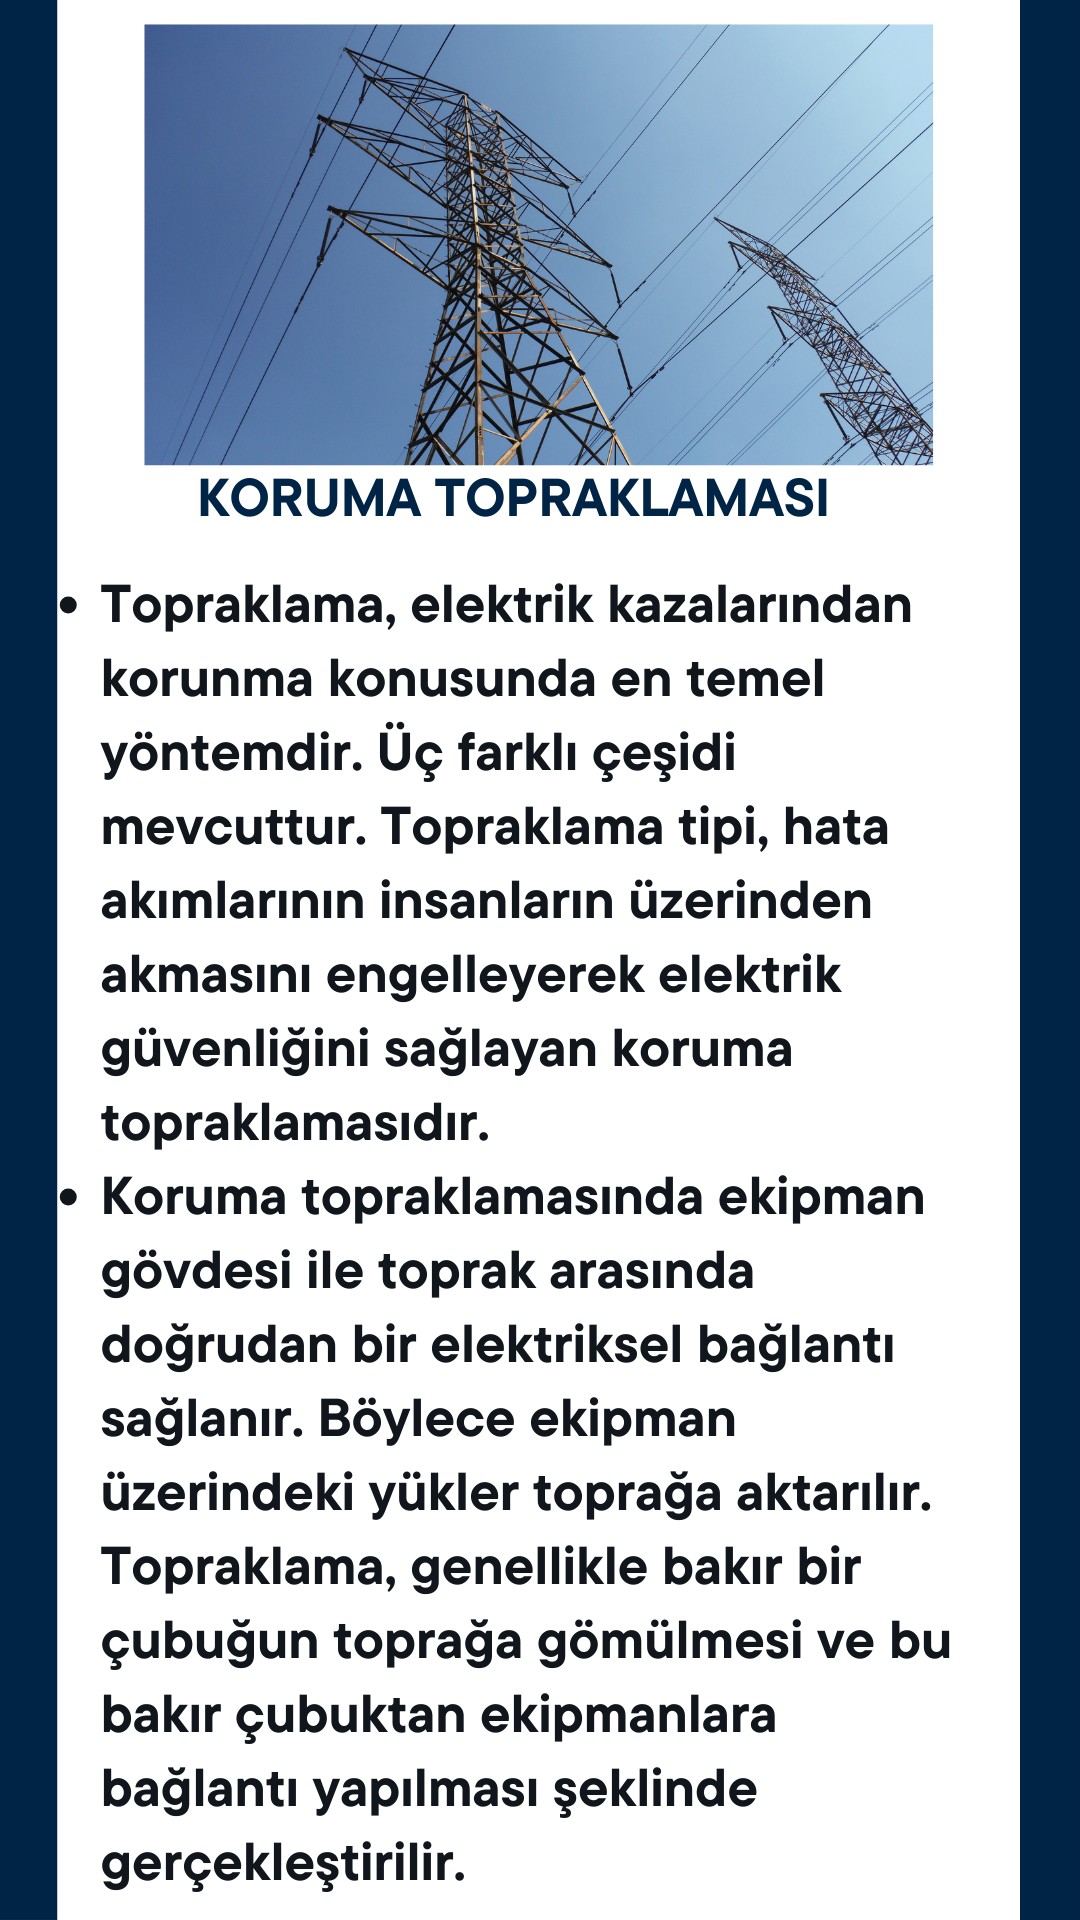 KORUMA TOPRAKLAMASI
• Topraklama, elektrik kazalarından
korunma konusunda en temel
yöntemdir. Üç farklı çeşidi
mevcuttur. Topraklama tipi, hata
akımlarının insanların üzerinden
akmasını engelleyerek elektrik
güvenliğini sağlayan koruma
topraklamasıdır.
• Koruma topraklamasında ekipman
gövdesi ile toprak arasında
doğrudan bir elektriksel bağlantı
sağlanır. Böylece ekipman
üzerindeki yükler toprağa aktarılır.
Topraklama, genellikle bakır bir
çubuğun toprağa gömülmesi ve bu
bakır çubuktan ekipmanlara
bağlantı yapılması şeklinde
gerçekleştirilir.